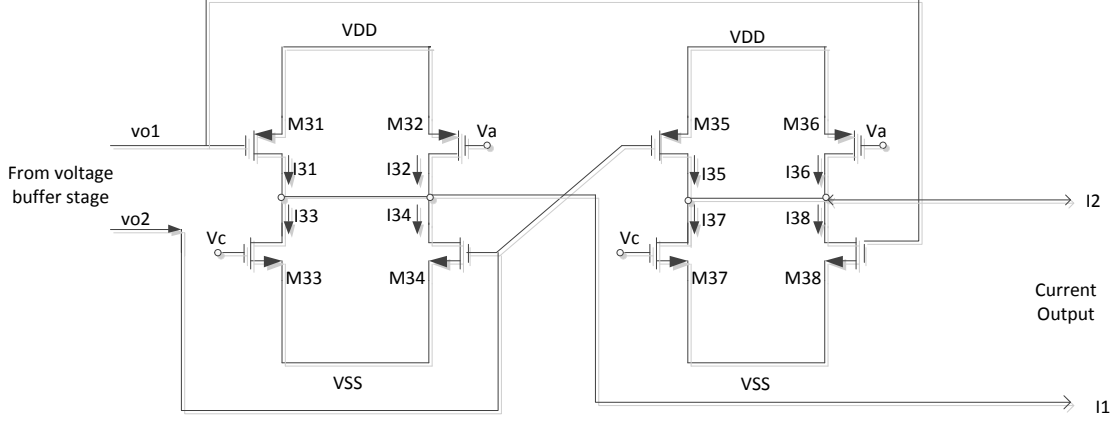 VDD
VDD
M31
M32
M35
M36
vo1
Va
Va
From voltage
buffer stage
I31
I32
I35
I36
vo2
I33
I34
I37
I38
I2
Vc
Vc
M33
M34
M37
M38
Current
Output
VSS
VSS
I1